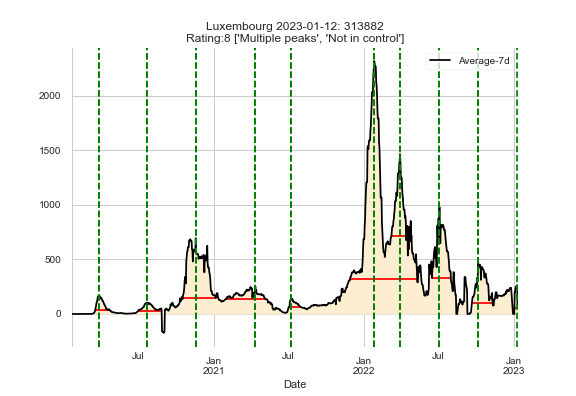 Luxembourg 2023-01-12: 313882
Rating:8 ['Multiple peaks', 'Not in control']
Average-7d
2000
1500
1000
500
0
Jul
Jan
2021
Jul
Jan
2022
Jul
Jan
2023
Date